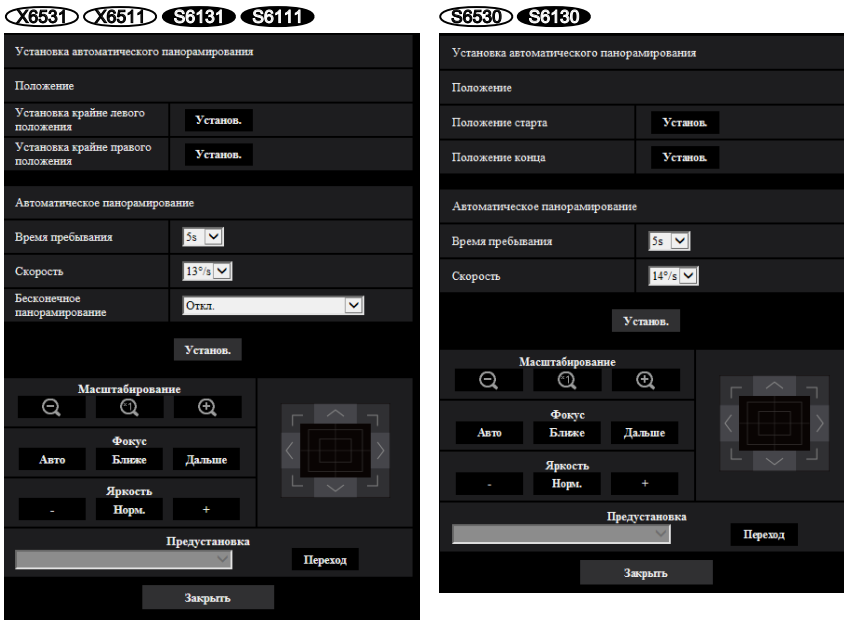 X6531 X6511 S6131 S6111
Установка автоматического панорамирования
Положение
Установка крайне левого
положения
Установ.
Установка крайне правого
положения
Установ.
Автоматическое панорамирование
Время пребывания
5s
Скорость
13°/s
Бесконечное
панорамирование
Откл.
Установ.
Масштабирование
*1
Фокус
Авто Ближе Дальше
Яркость
- Норм. +
Предустановка
Переход
Закрыть
S6530 S6130
Установка автоматического панорамирования
Положение
Положение старта
Установ.
Положение конца
Установ.
Автоматическое панорамирование
Время пребывания
5s
Скорость
14°/s
Установ.
Масштабирование
*1
Фокус
Авто Ближе Дальше
Яркость
- Норм. +
Предустановка
Переход
Закрыть